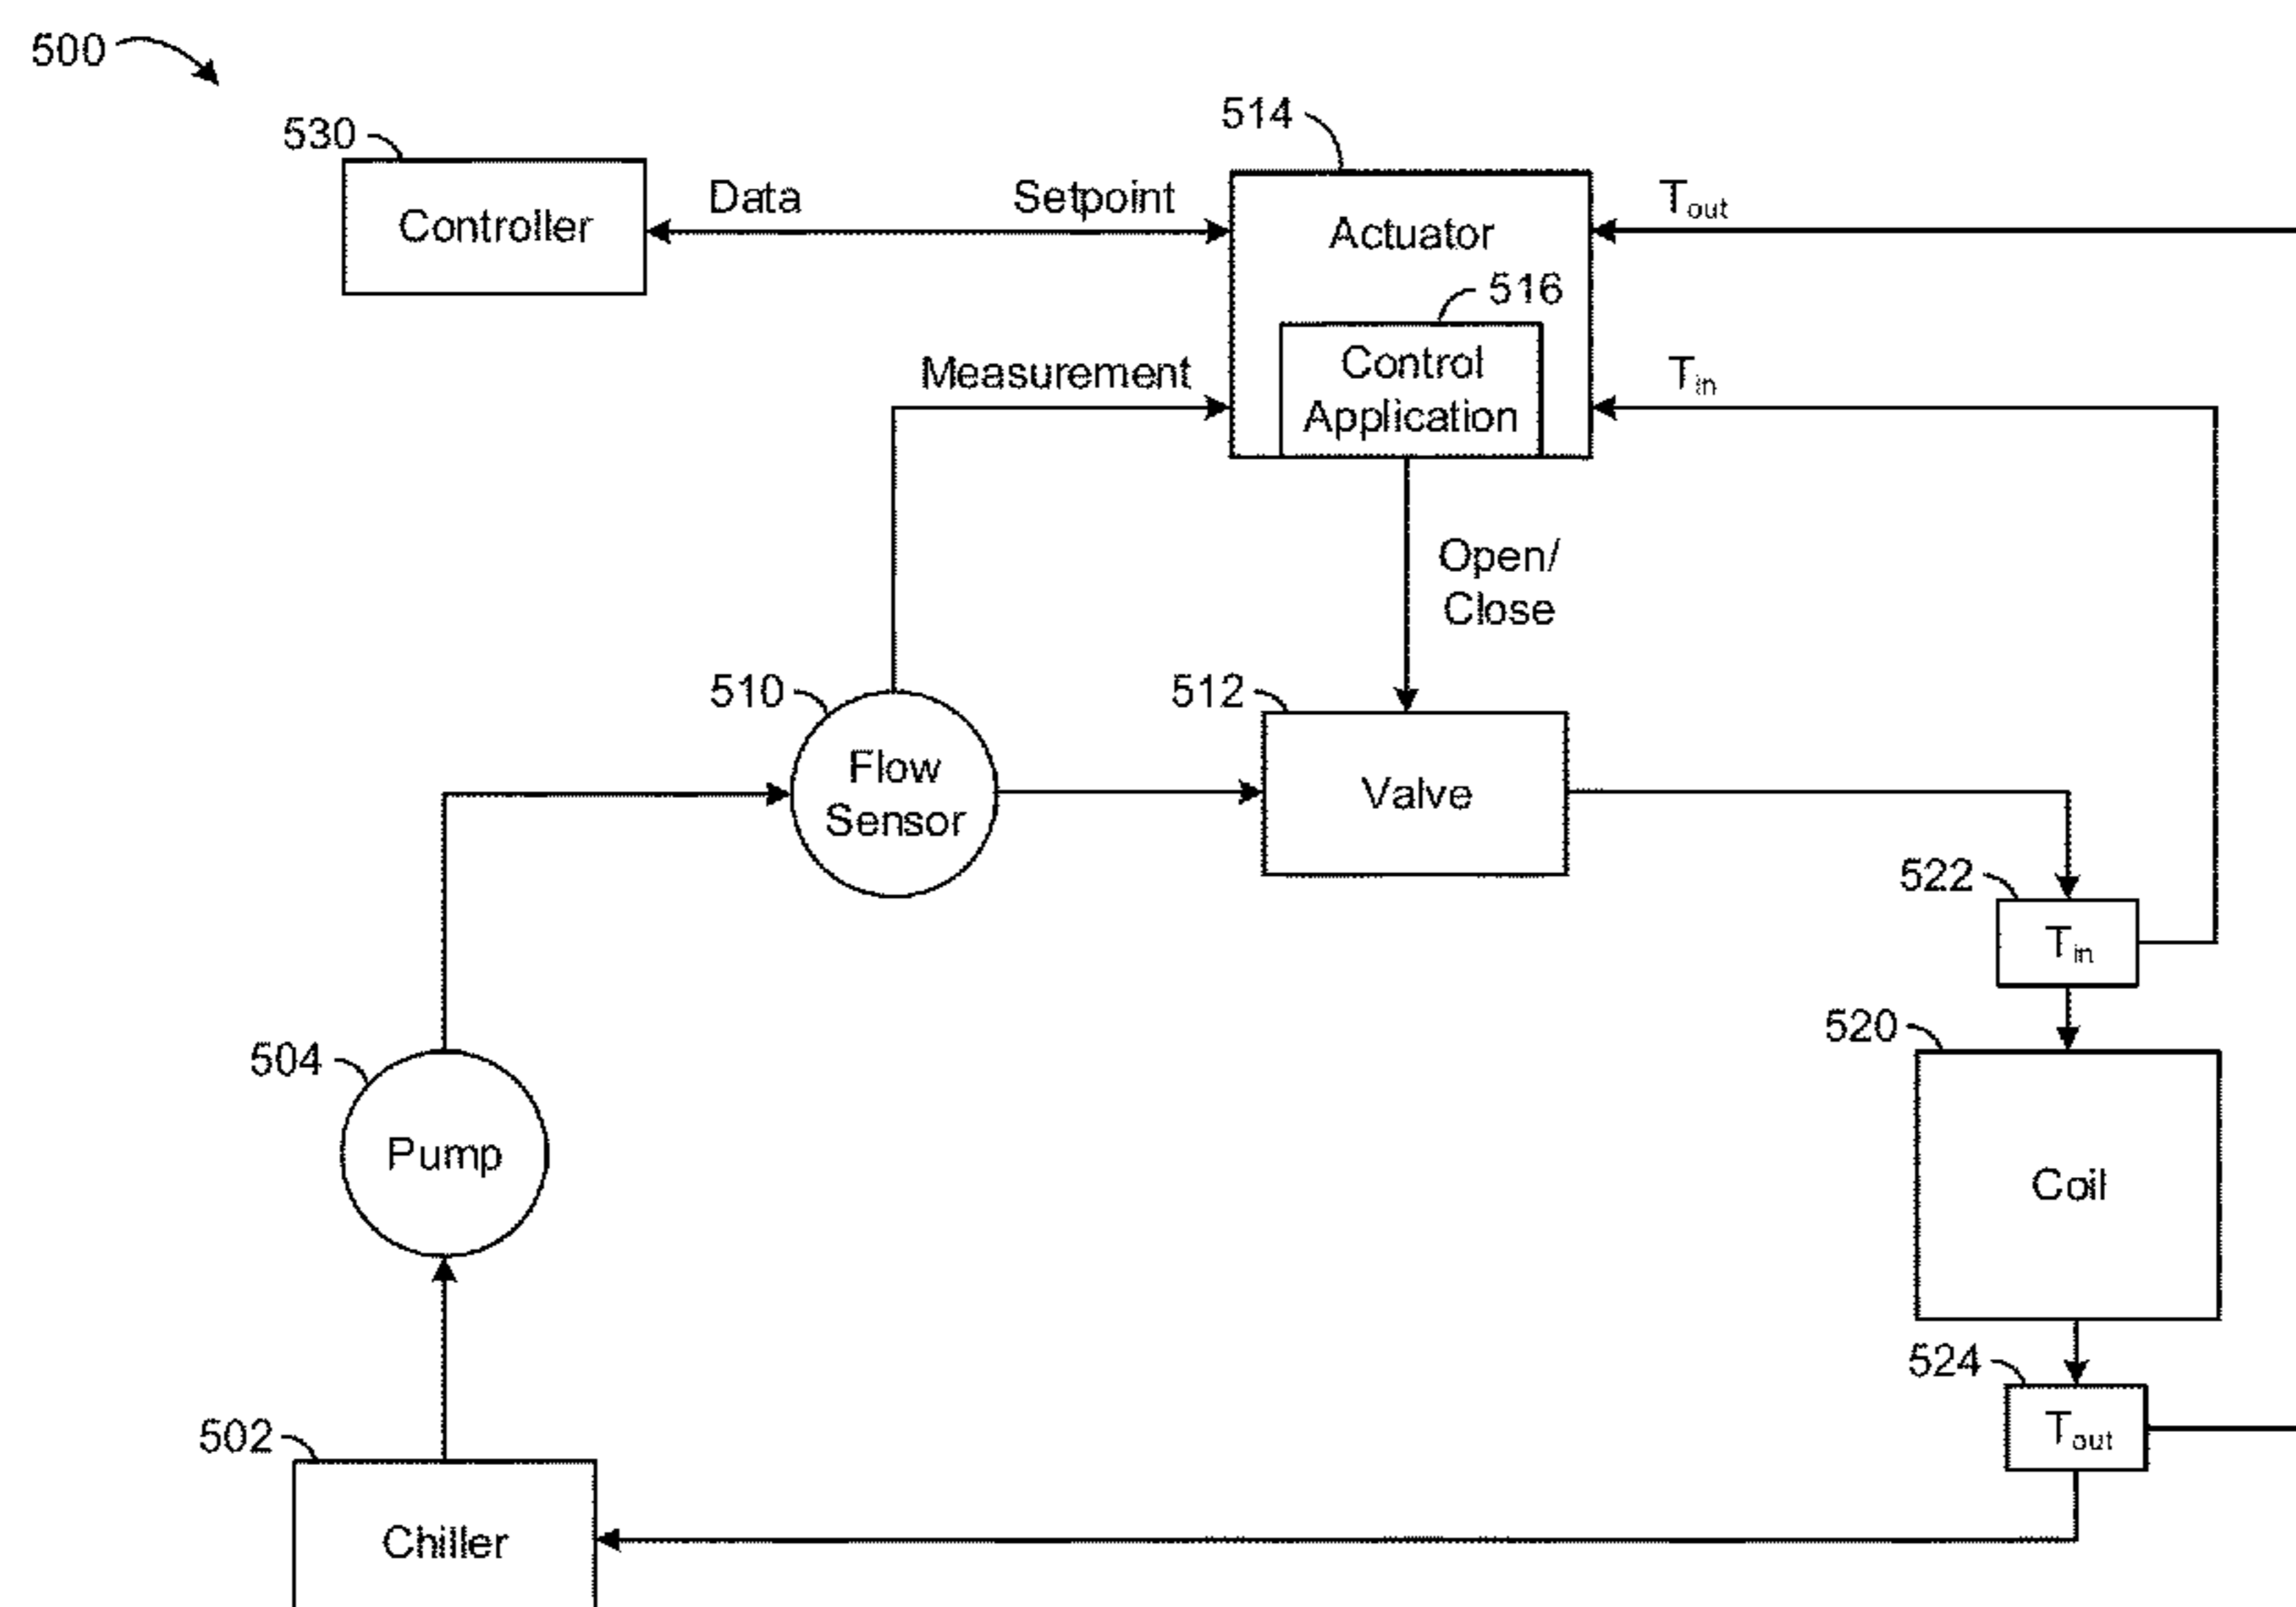 500
530
514
Controller
Data
Setpoint
Actuator
Tout
516
Control
Application
Measurement
Tin
Open/
Close
510
512
Flow
Sensor
Valve
522
Tin
504
520
Pump
Coil
524
Tout
502
Chiller